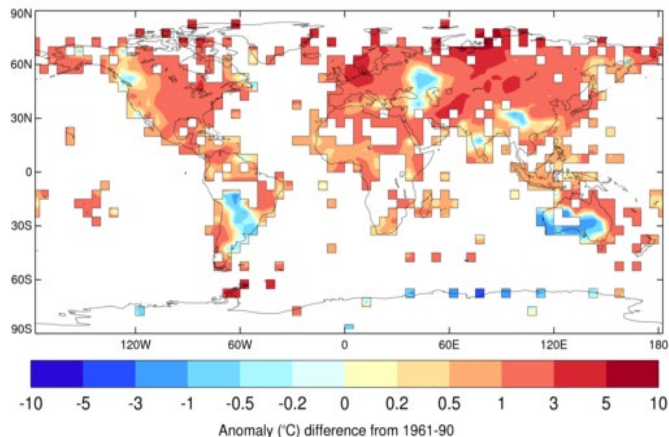 90N
60N
30N
0
30S
60S
90S
120W 60W 0 60E 120E 180
-10 -5 -3 -1 -0.5 -0.2 0 0.2 0.5 1 3 5 10
Anomaly (°C) difference from 1961-90